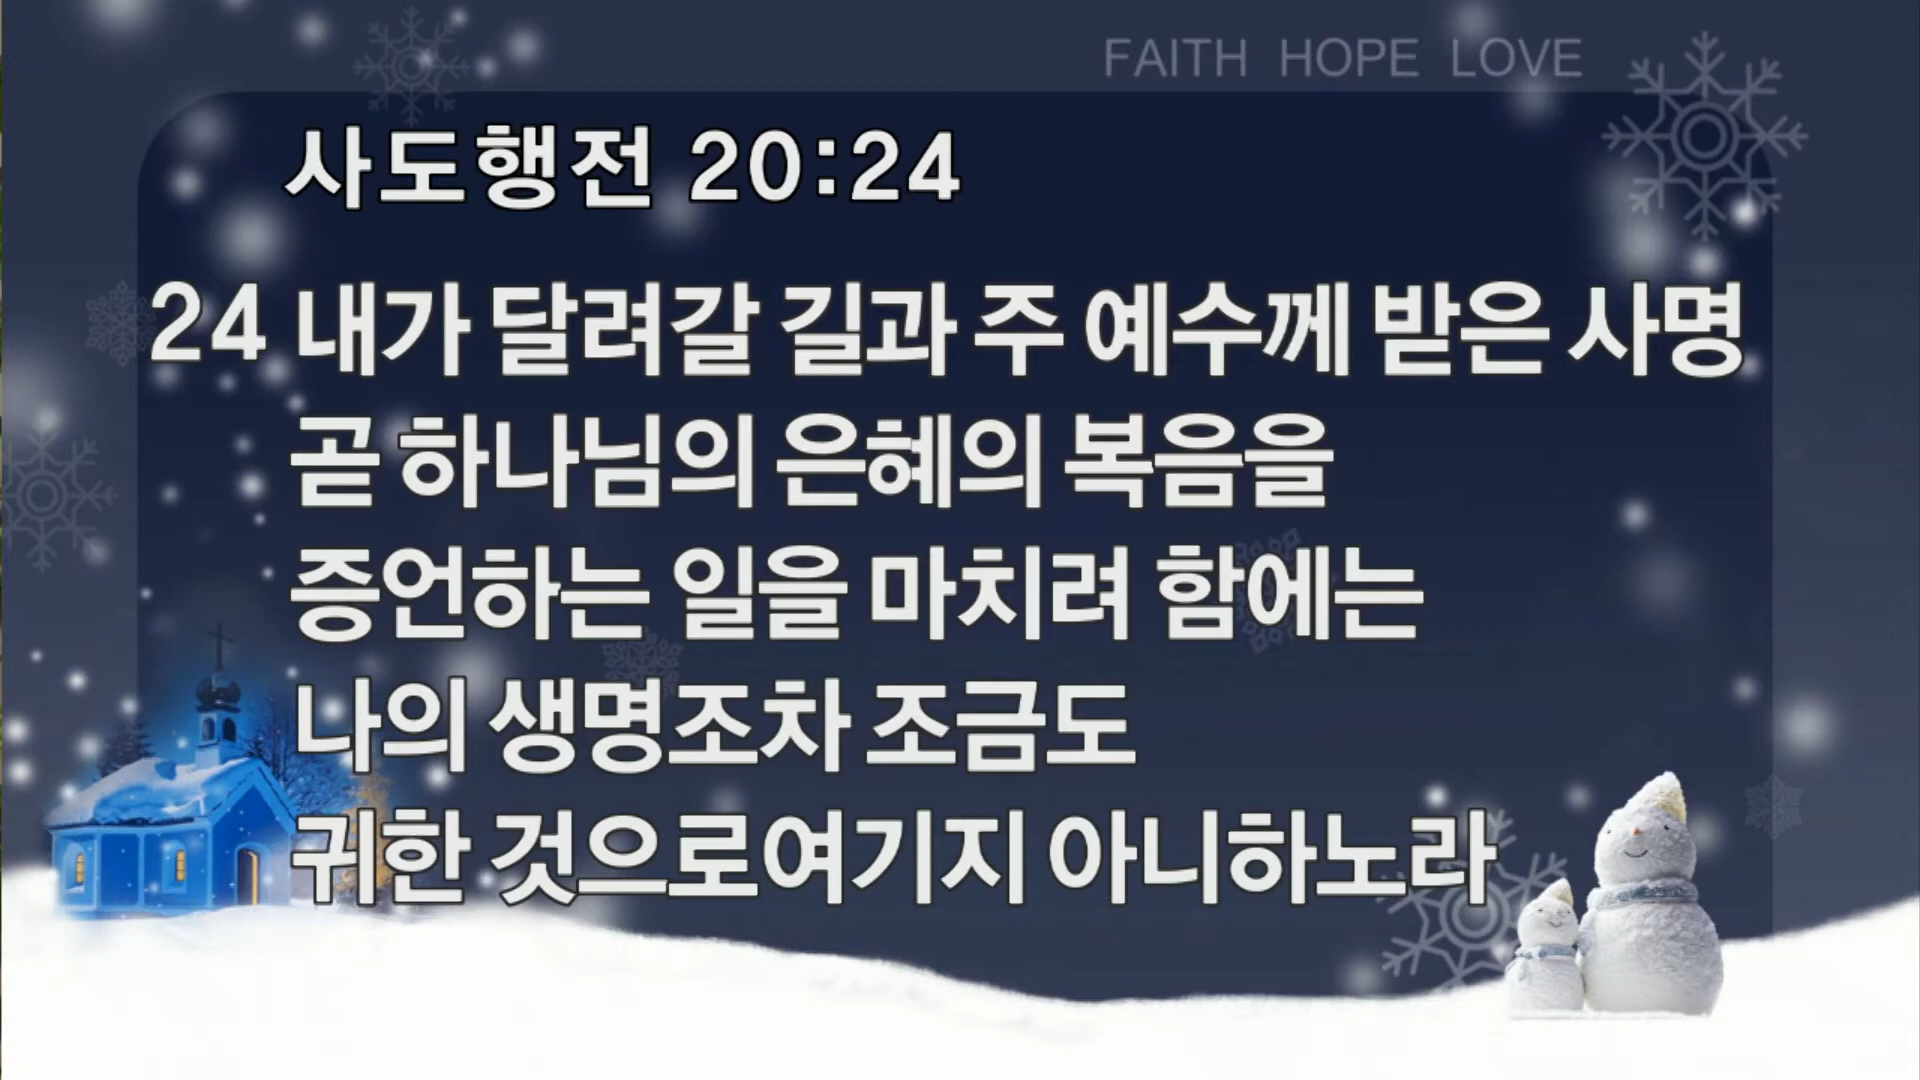 FAITH HOPE LOVE
사도행전 20:24
24 내가 달려갈 길과 주 예수께 받은 사명
곧 하나님의 은혜의 복음을
증언하는 일을 마치려 함에는
나의 생명조차 조금도
귀한 것으로여기지 아니하노라